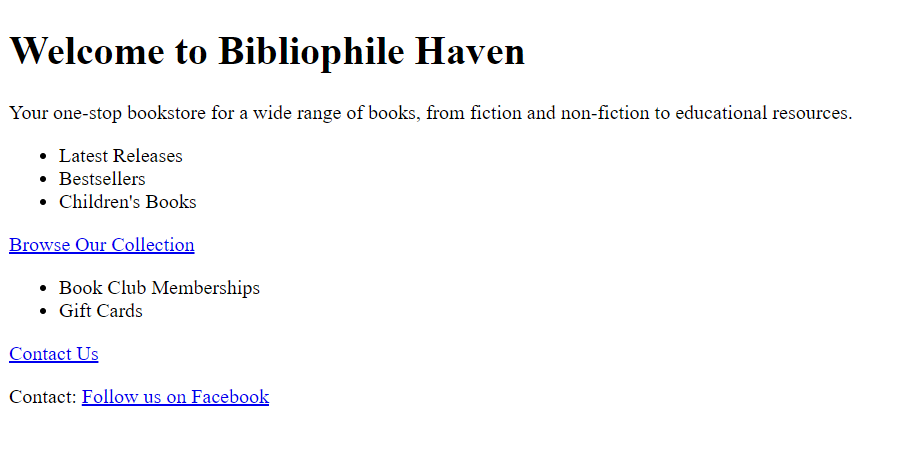 Welcome to Bibliophile Haven
Your one-stop bookstore for a wide range of books, from fiction and non-fiction to educational resources.
• Latest Releases
• Bestsellers
• Children's Books
Browse Our Collection
• Book Club Memberships
• Gift Cards
Contact Us
Contact: Follow us on Facebook